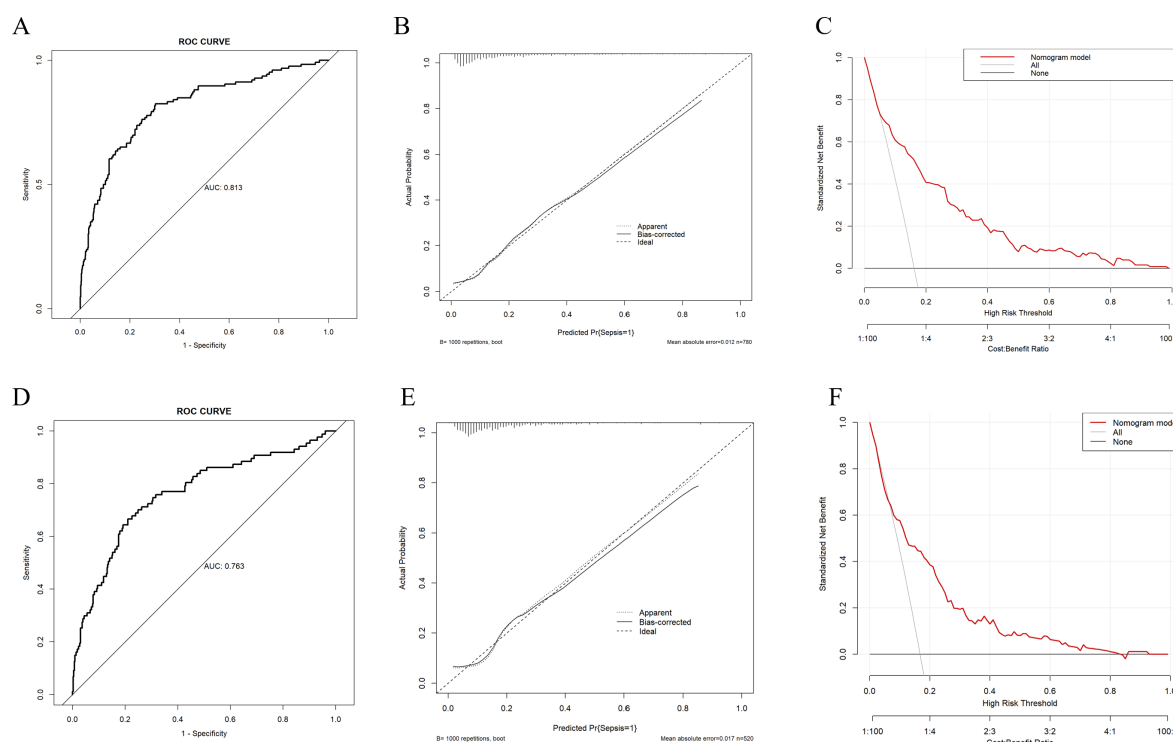 A
ROC CURVE
Sensitivity
1.0
0.5
0.0
AUC: 0.813
0.0 0.2 0.4 0.6 0.8 1.0
1 - Specificity
B
Actual Probability
1.0
0.8
0.6
0.4
0.2
0.0
Apparent
Bias-corrected
Ideal
0.0 0.2 0.4 0.6 0.8 1.0
Predicted Pr{Sepsis=1}
B= 1000 repetitions, boot
Mean absolute error=0.012 n=780
C
Nomogram model
All
None
Standardized Net Benefit
1.0
0.8
0.6
0.4
0.2
0.0
0.0 0.2 0.4 0.6 0.8 1.0
High Risk Threshold
1:100 1:4 2:3 3:2 4:1 100:
Cost:Benefit Ratio
D
ROC CURVE
Sensitivity
1.0
0.8
0.6
0.4
0.2
0.0
AUC: 0.763
0.0 0.2 0.4 0.6 0.8 1.0
1 - Specificity
E
Actual Probability
1.0
0.8
0.6
0.4
0.2
0.0
Apparent
Bias-corrected
Ideal
0.0 0.2 0.4 0.6 0.8 1.0
Predicted Pr{Sepsis=1}
B= 1000 repetitions, boot
Mean absolute error=0.017 n=520
F
Nomogram mode
All
None
Standardized Net Benefit
1.0
0.8
0.6
0.4
0.2
0.0
0.0 0.2 0.4 0.6 0.8 1.0
High Risk Threshold
1:100 1:4 2:3 3:2 4:1 100
Cost:Benefit Ratio